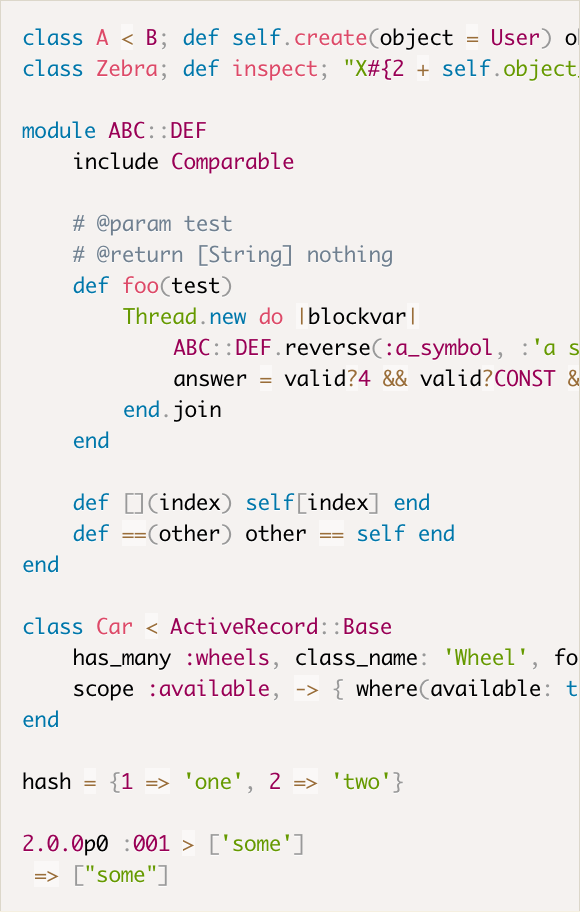 class A < B; def self.create(object = User)
class Zebra; def inspect; "X#{2 + self.object
module ABC::DEF
    include Comparable
    # @param test
    # @return [String] nothing
    def foo(test)
        Thread.new do |blockvar|
            ABC::DEF.reverse(:a_symbol, :'a s
            answer = valid?4 && valid?CONST &
        end.join
    end
    def [](index) self[index] end
    def ==(other) other == self end
end
class Car < ActiveRecord::Base
    has_many :wheels, class_name: 'Wheel', fo
    scope :available, -> { where(available: t
end
hash = {1 => 'one', 2 => 'two'}
2.0.0p0 :001 > ['some']
 => ["some"]